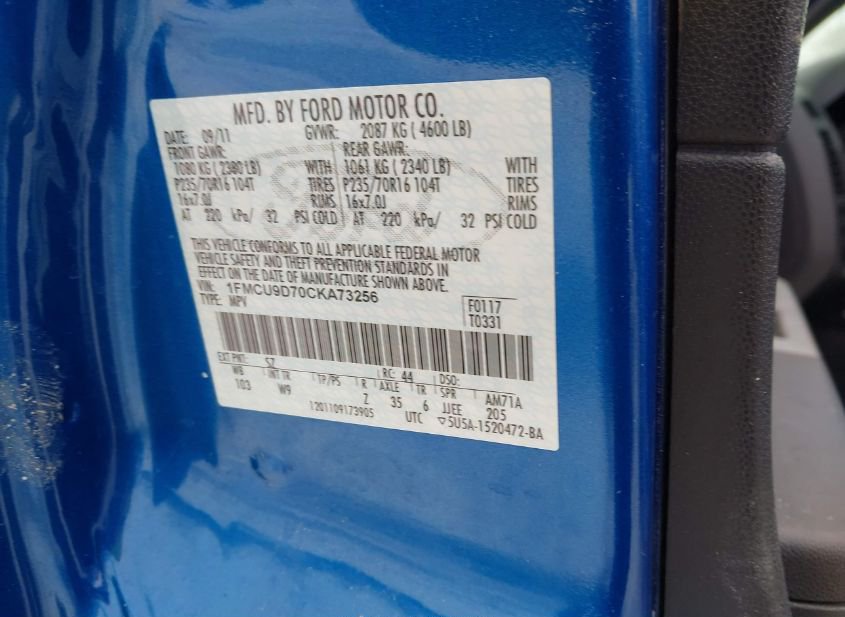 MFD. BY FORD MOTOR CO.
DATE: 09/11 GVWR: 2087 KG ( 4600 LB)
FRONT GAWR: REAR GAWR:
1080 KG ( 2380 LB) WITH 1061 KG ( 2340 LB) WITH
P235/70R16 104T TIRES P235/70R16 104T TIRES
16x7.0J RIMS 16x7.0J RIMS
AT 220 kPa/ 32 PSI COLD AT 220 kPa/ 32 PSI COLD
THIS VEHICLE CONFORMS TO ALL APPLICABLE FEDERAL MOTOR
VEHICLE SAFETY AND THEFT PREVENTION STANDARDS IN
EFFECT ON THE DATE OF MANUFACTURE SHOWN ABOVE.
VIN: 1FMCU9D70CKA73256
TYPE: MPV
F0117
T0331
EXT PNT: SZ RC: 44 DSO:
WB INT TR TP/PS R AXLE TR SPR AM71A
103 W9 Z 35 6 JJEE 205
1201109173905 UTC ▽5U5A-1520472-BA